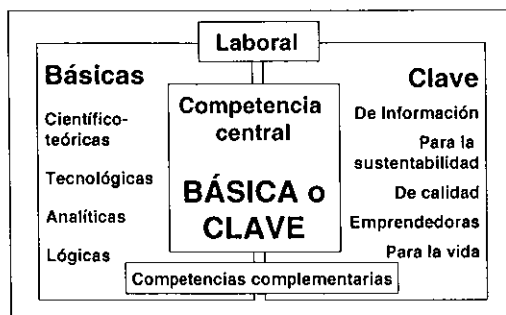 Laboral
Básicas
Científico-
teóricas
Tecnológicas
Analíticas
Lógicas
Competencia
central
BÁSICA o
CLAVE
Clave
De Información
Para la
sustentabilidad
De calidad
Emprendedoras
Para la vida
Competencias complementarias